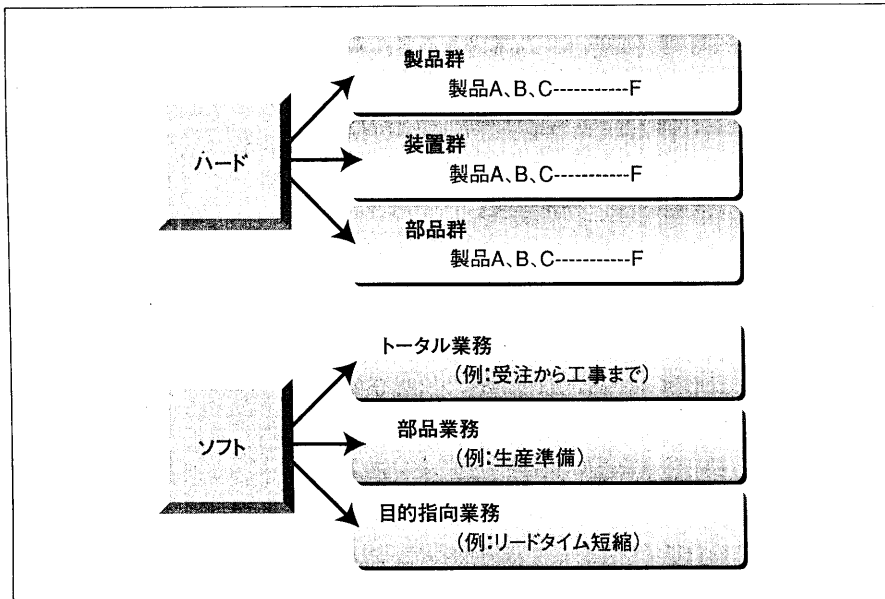 ハード
製品群
製品A、B、C-----------F
装置群
製品A、B、C-----------F
部品群
製品A、B、C-----------F
ソフト
トータル業務
(例:受注から工事まで)
部品業務
(例:生産準備)
目的指向業務
(例:リードタイム短縮)